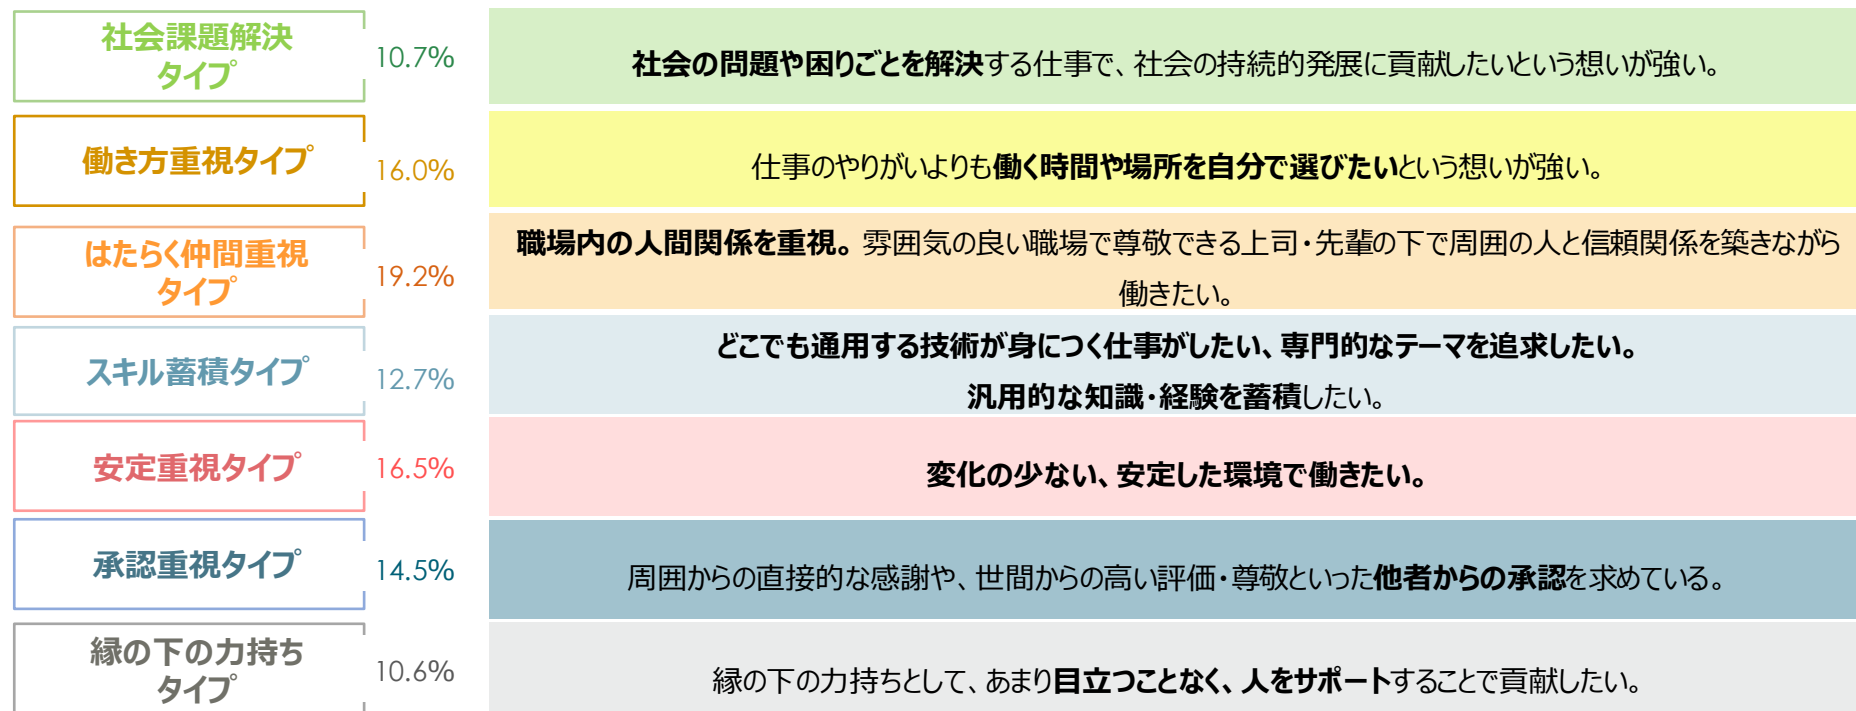 社会課題解決
タイプ
10.7%
社会の問題や困りごとを解決する仕事で、社会の持続的発展に貢献したいという想いが強い。
働き方重視タイプ
16.0%
仕事のやりがいよりも働く時間や場所を自分で選びたいという想いが強い。
はたらく仲間重視
タイプ
19.2%
職場内の人間関係を重視。雰囲気の良い職場で尊敬できる上司・先輩の下で周囲の人と信頼関係を築きながら
働きたい。
スキル蓄積タイプ
12.7%
どこでも通用する技術が身につく仕事がしたい、専門的なテーマを追求したい。
汎用的な知識・経験を蓄積したい。
安定重視タイプ
16.5%
変化の少ない、安定した環境で働きたい。
承認重視タイプ
14.5%
周囲からの直接的な感謝や、世間からの高い評価・尊敬といった他者からの承認を求めている。
縁の下の力持ち
タイプ
10.6%
縁の下の力持ちとして、あまり目立つことなく、人をサポートすることで貢献したい。